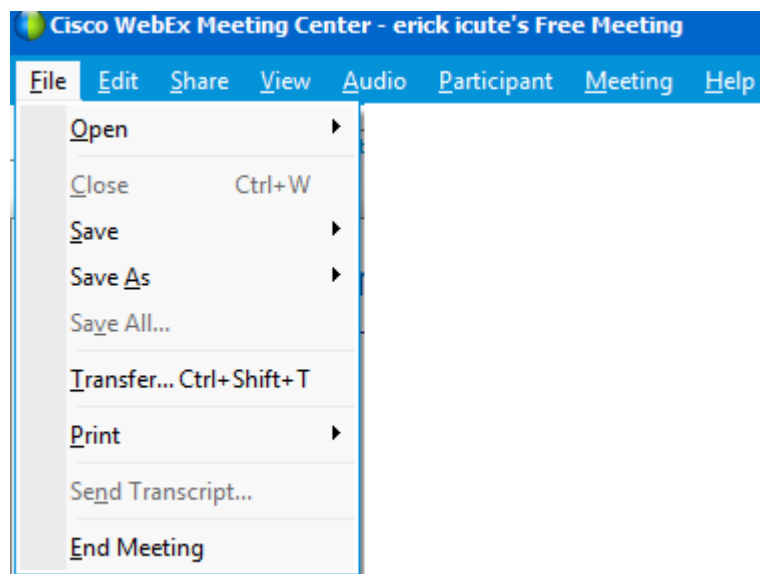 Cisco WebEx Meeting Center - erick icute's Free Meeting
File Edit Share View Audio Participant Meeting Help
Open
Close Ctrl+W
Save
Save As
Save All...
Transfer... Ctrl+Shift+T
Print
Send Transcript...
End Meeting